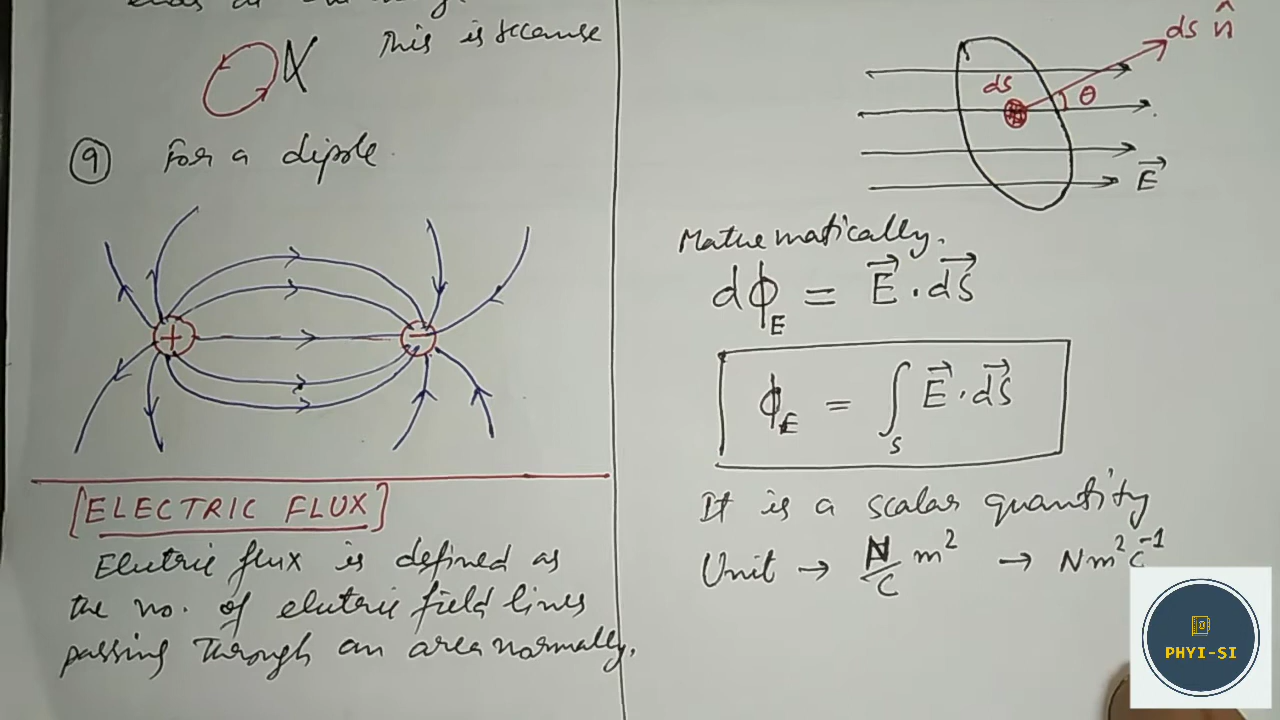 This is because
9 For a dipole
+ -
[ELECTRIC FLUX]
Electric flux is defined as
the no. of electric field lines
passing through an area normally.
ds n̂
ds θ
E⃗
Mathematically.
dϕ_E = E⃗ · dS⃗
ϕ_E = ∫_S E⃗ · dS⃗
It is a scalar quantity
Unit → N/C m² → Nm²C⁻¹
PHYI-SI